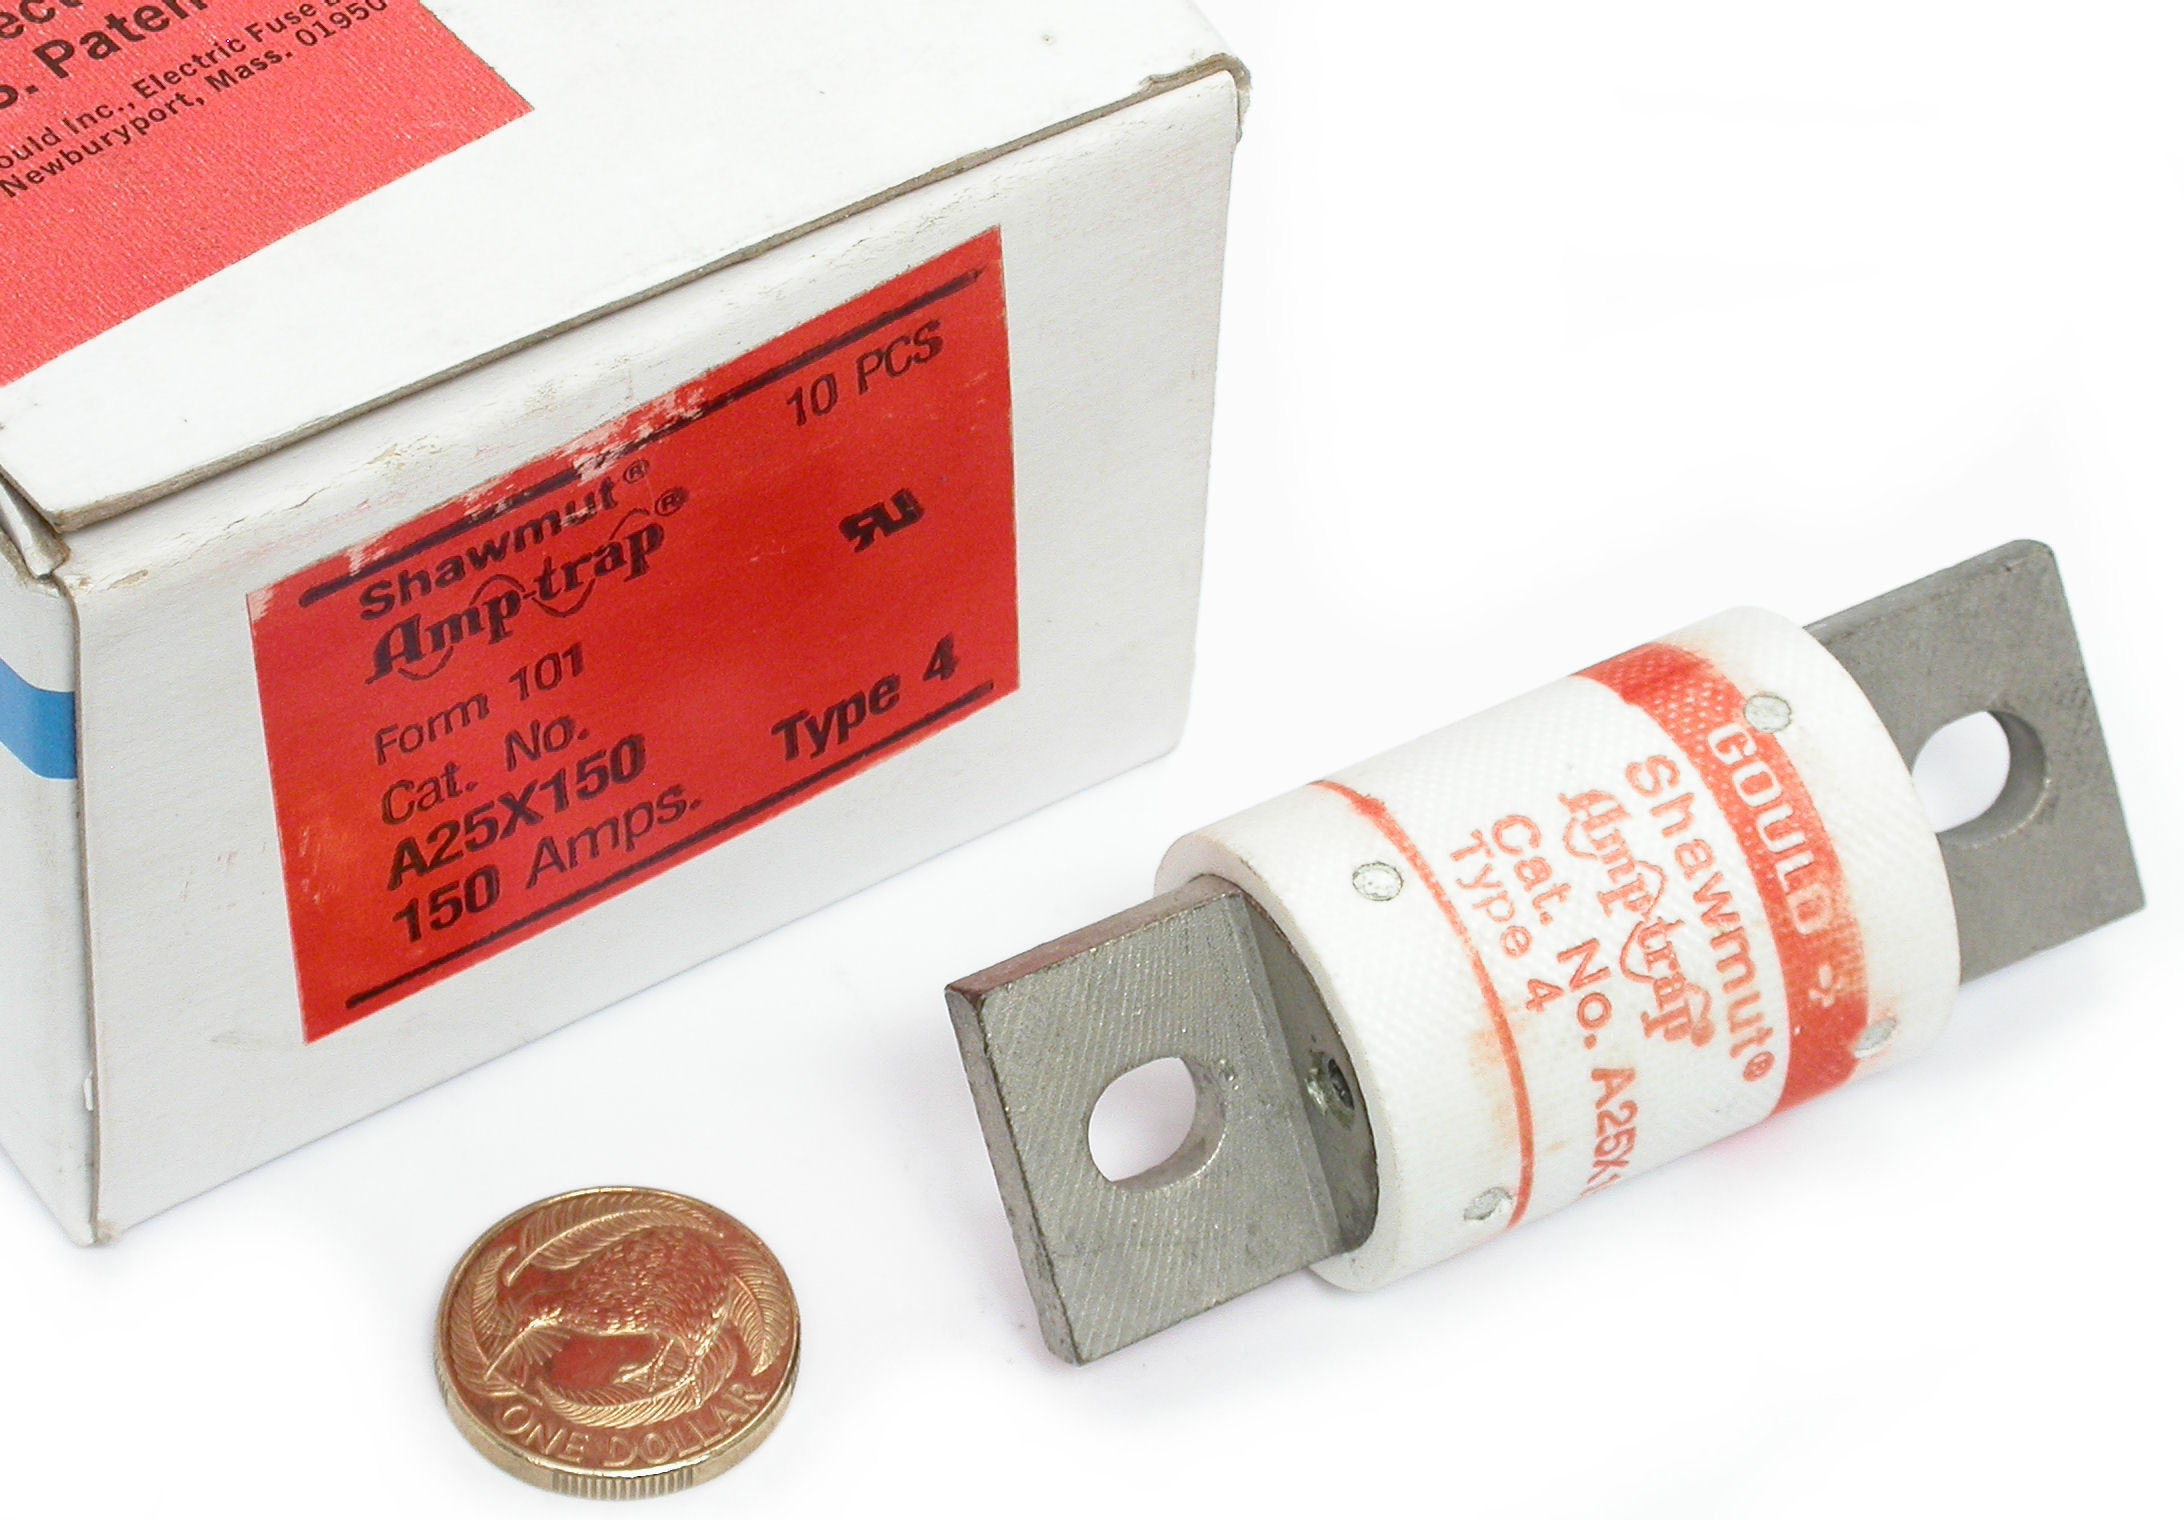 Paten
ould Inc., Electric Fuse
Newburyport, Mass. 01950
10 PCS
Shawmut®
Amp-trap®
Form 101
Cat. No.
A25X150
150 Amps.
Type 4
GOULD
Shawmut®
Amp-trap®
Cat. No. A25X1
Type 4
ONE DOLLAR